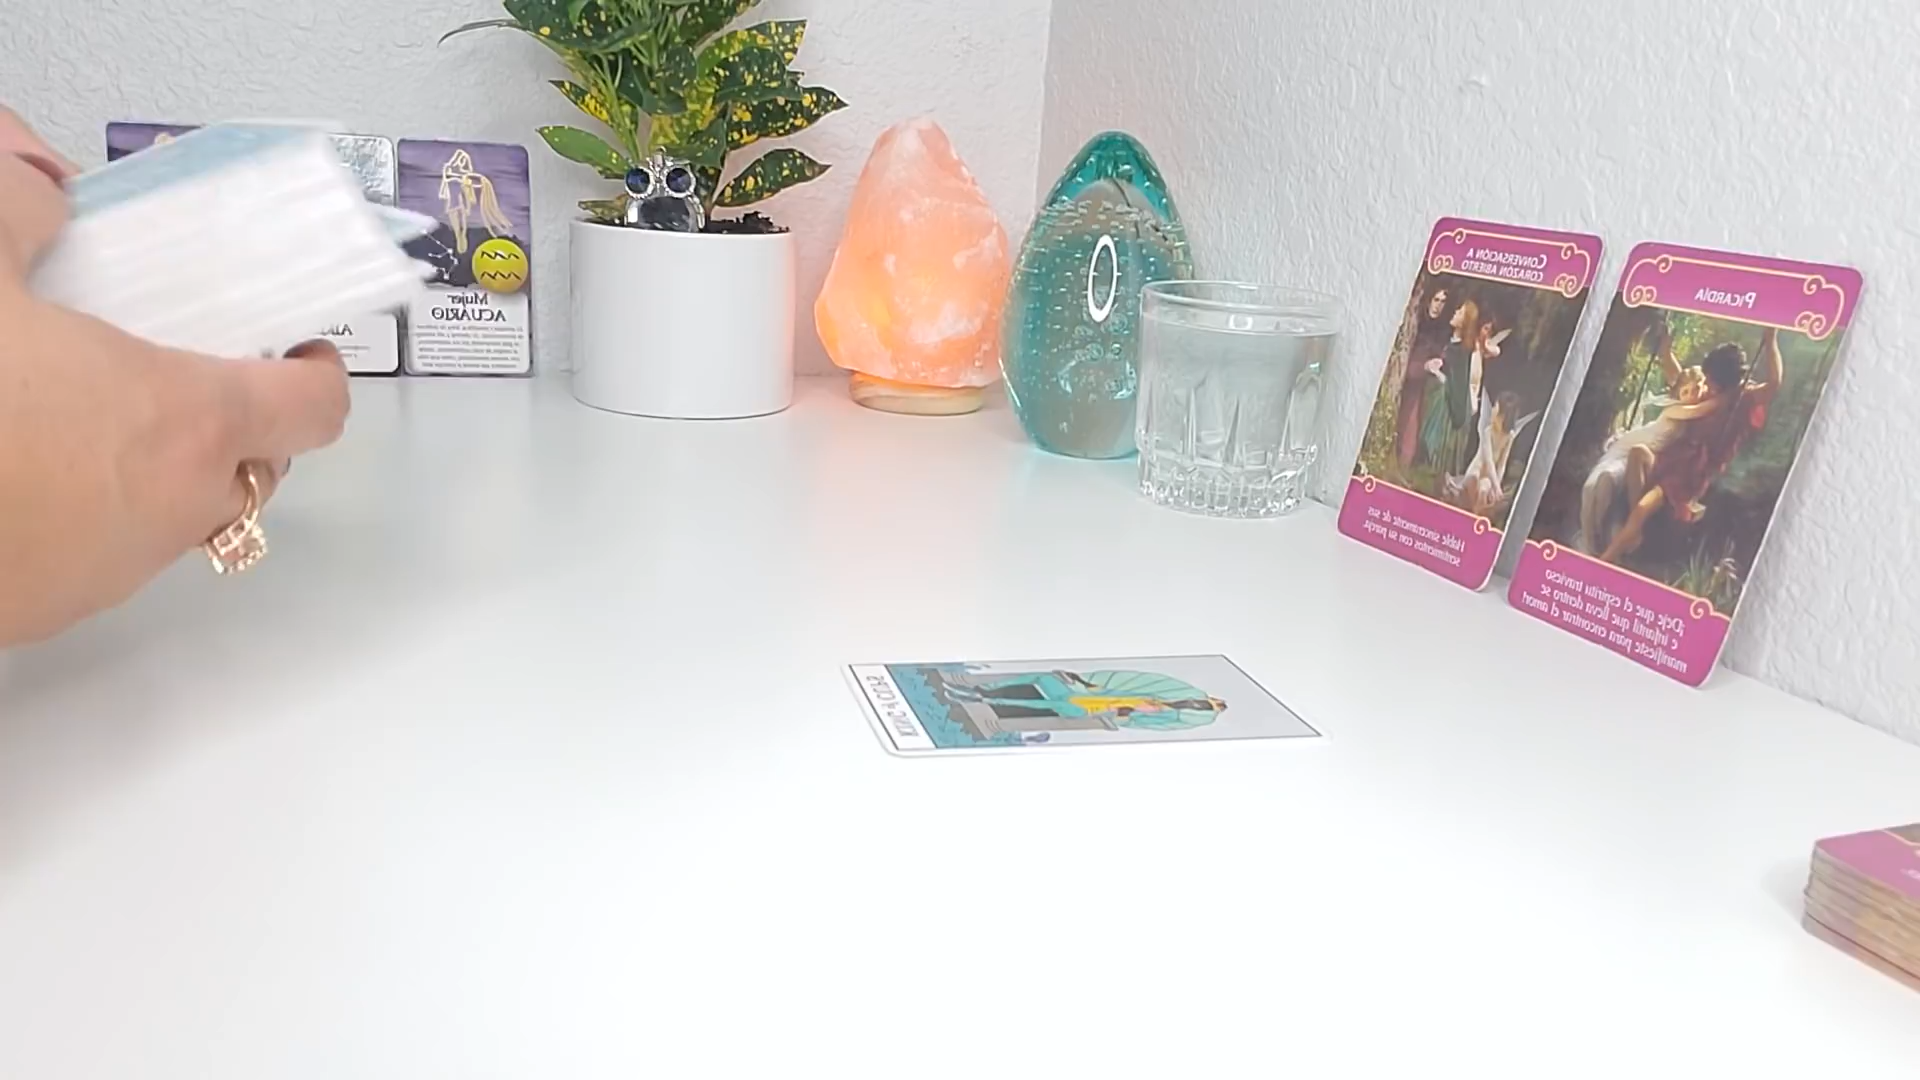 Mujer
ACUARIO
AIR
CONVERSACIÓN A
CORAZÓN ABIERTO
Hable sinceramente de sus
sentimientos con su pareja.
PICARDÍA
¡Deje que el espíritu travieso
e infantil que lleva dentro se
manifieste para encontrar el amor!
KING of CUPS